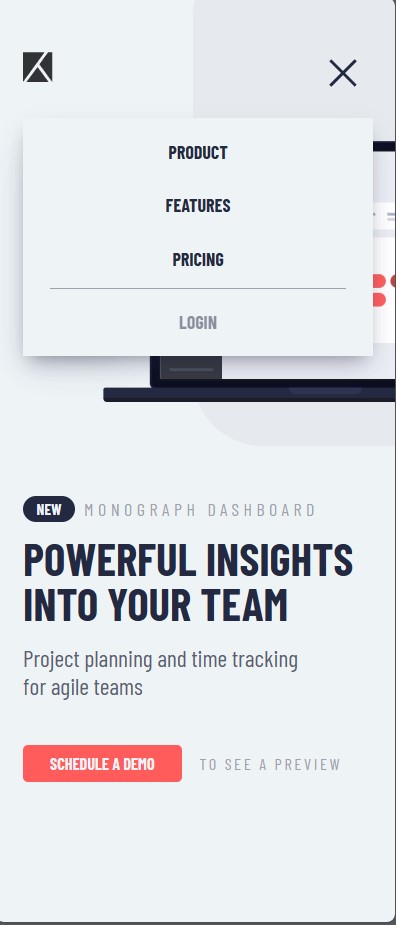 PRODUCT
FEATURES
PRICING
LOGIN
NEW MONOGRAPH DASHBOARD
POWERFUL INSIGHTS
INTO YOUR TEAM
Project planning and time tracking
for agile teams
SCHEDULE A DEMO TO SEE A PREVIEW